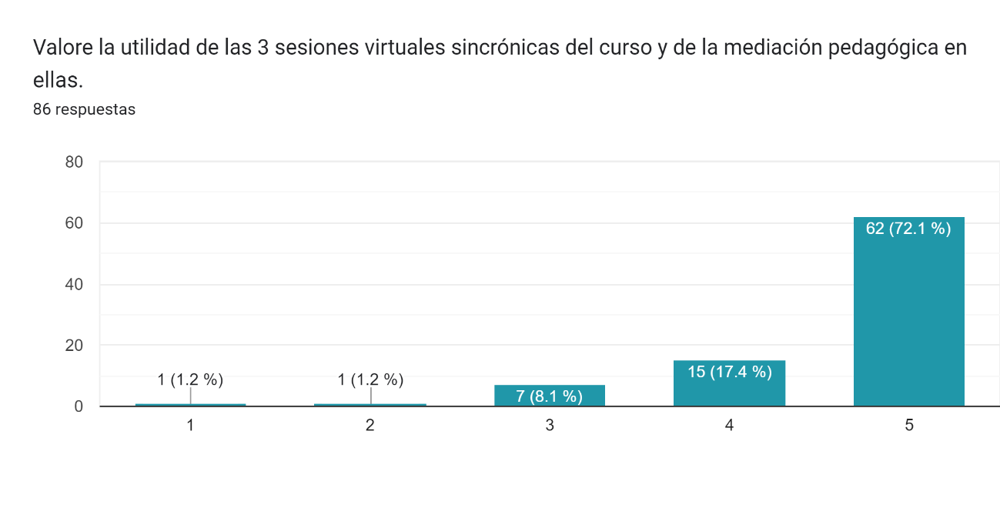 Valore la utilidad de las 3 sesiones virtuales sincrónicas del curso y de la mediación pedagógica en
ellas.
86 respuestas
80
60
40
20
0
1 (1.2 %)
1 (1.2 %)
7 (8.1 %)
15 (17.4 %)
62 (72.1 %)
1
2
3
4
5